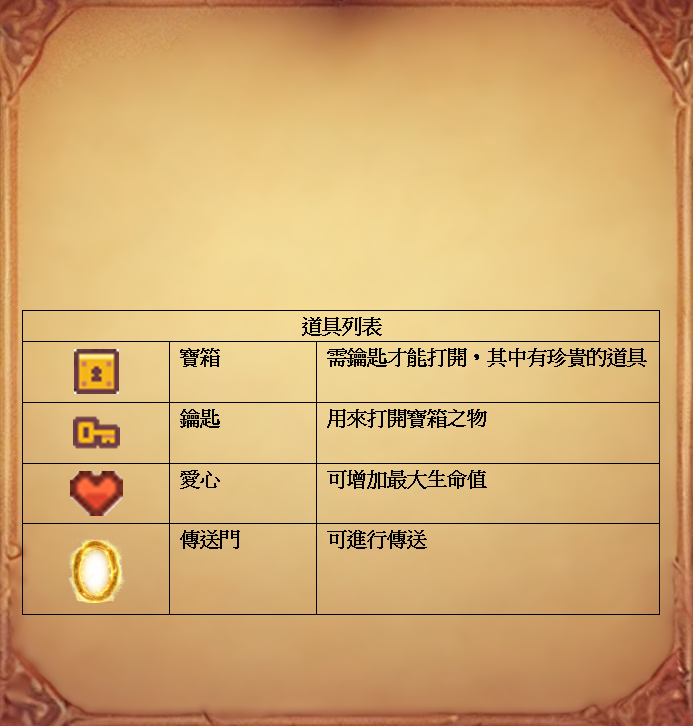 道具列表
寶箱
需鑰匙才能打開，其中有珍貴的道具
鑰匙
用來打開寶箱之物
愛心
可增加最大生命值
傳送門
可進行傳送